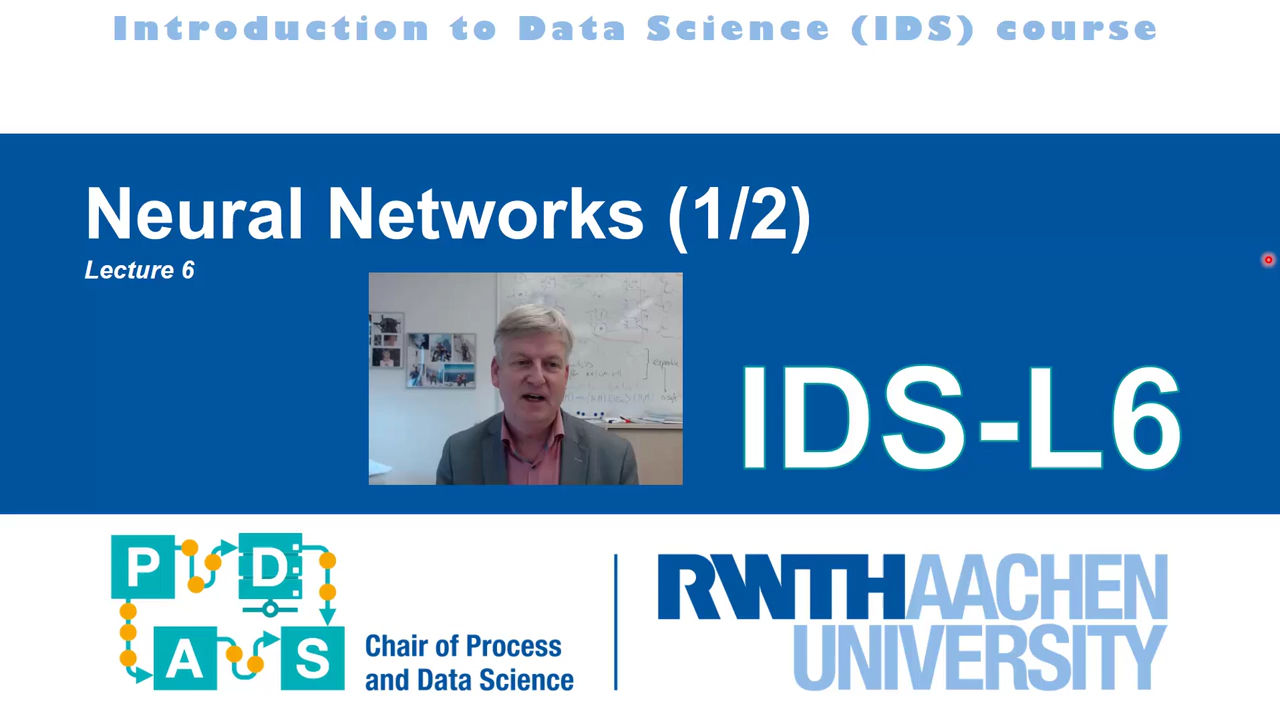 Introduction to Data Science (IDS) course
Neural Networks (1/2)
Lecture 6
IDS-L6
P D
A S
Chair of Process
and Data Science
RWTH AACHEN
UNIVERSITY